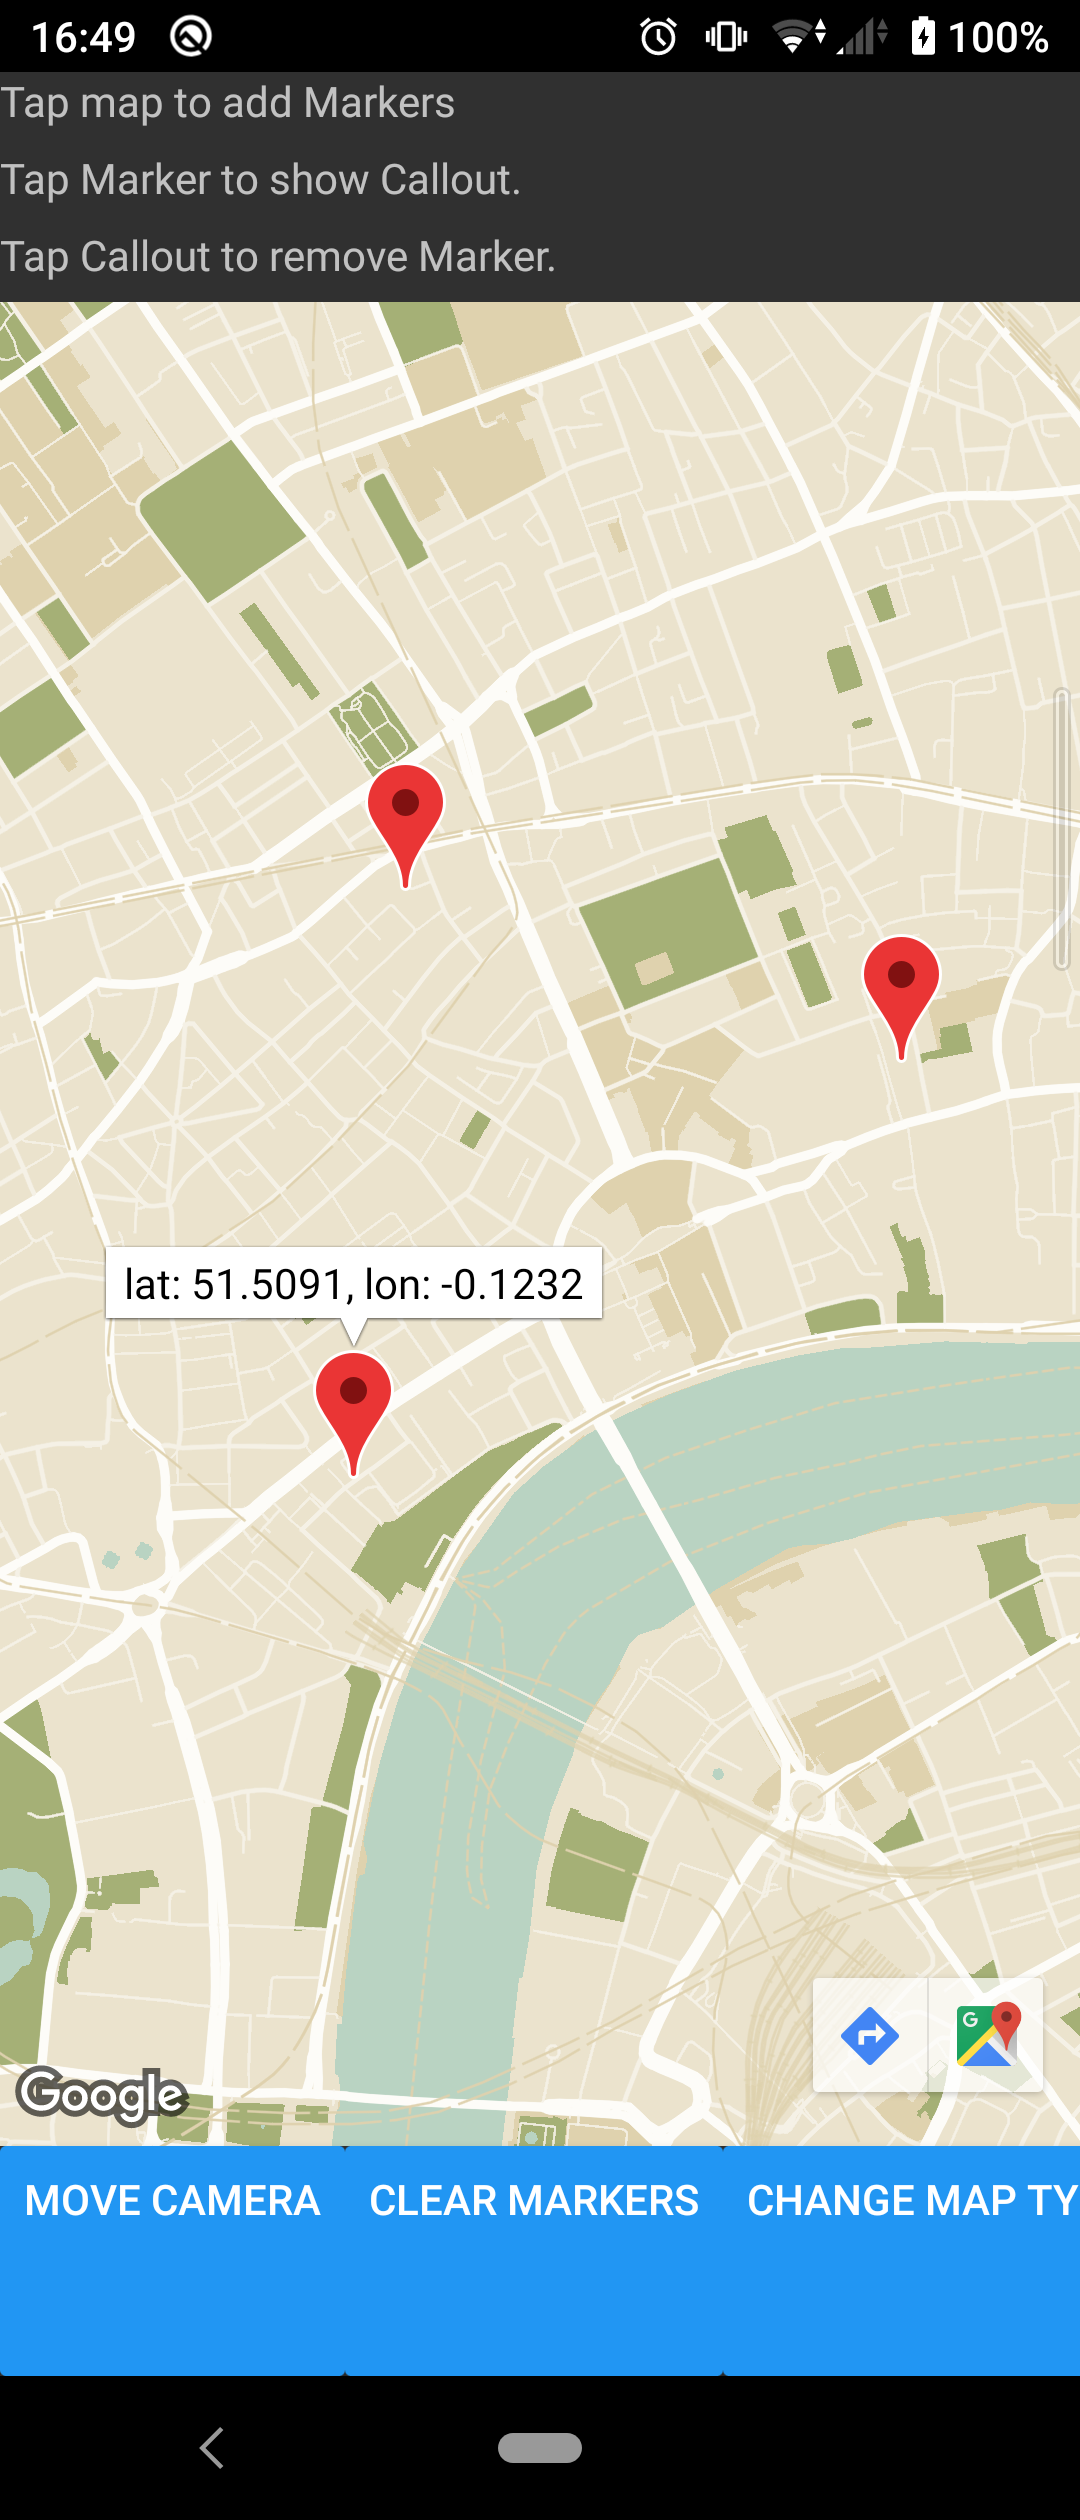 16:49 100%
Tap map to add Markers
Tap Marker to show Callout.
Tap Callout to remove Marker.
lat: 51.5091, lon: -0.1232
G
Google
MOVE CAMERA CLEAR MARKERS CHANGE MAP TY